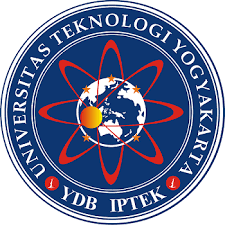 UNIVERSITAS TEKNOLOGI YOGYAKARTA
YDB IPTEK